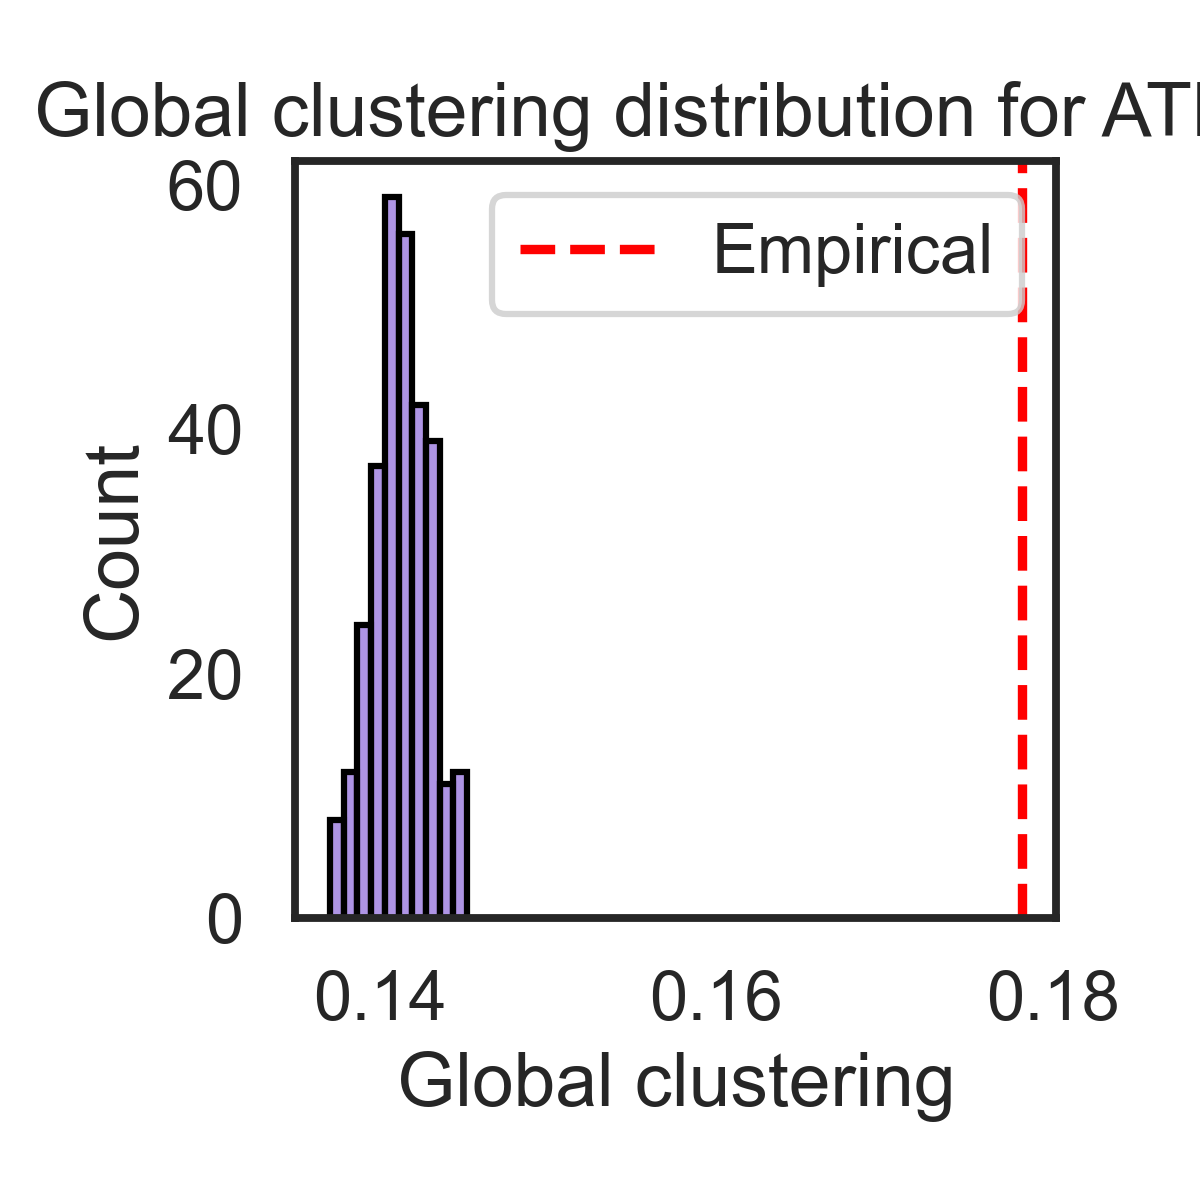 Global clustering distribution for AT
60
Empirical
40
Count
20
0
0.14 0.16 0.18
Global clustering